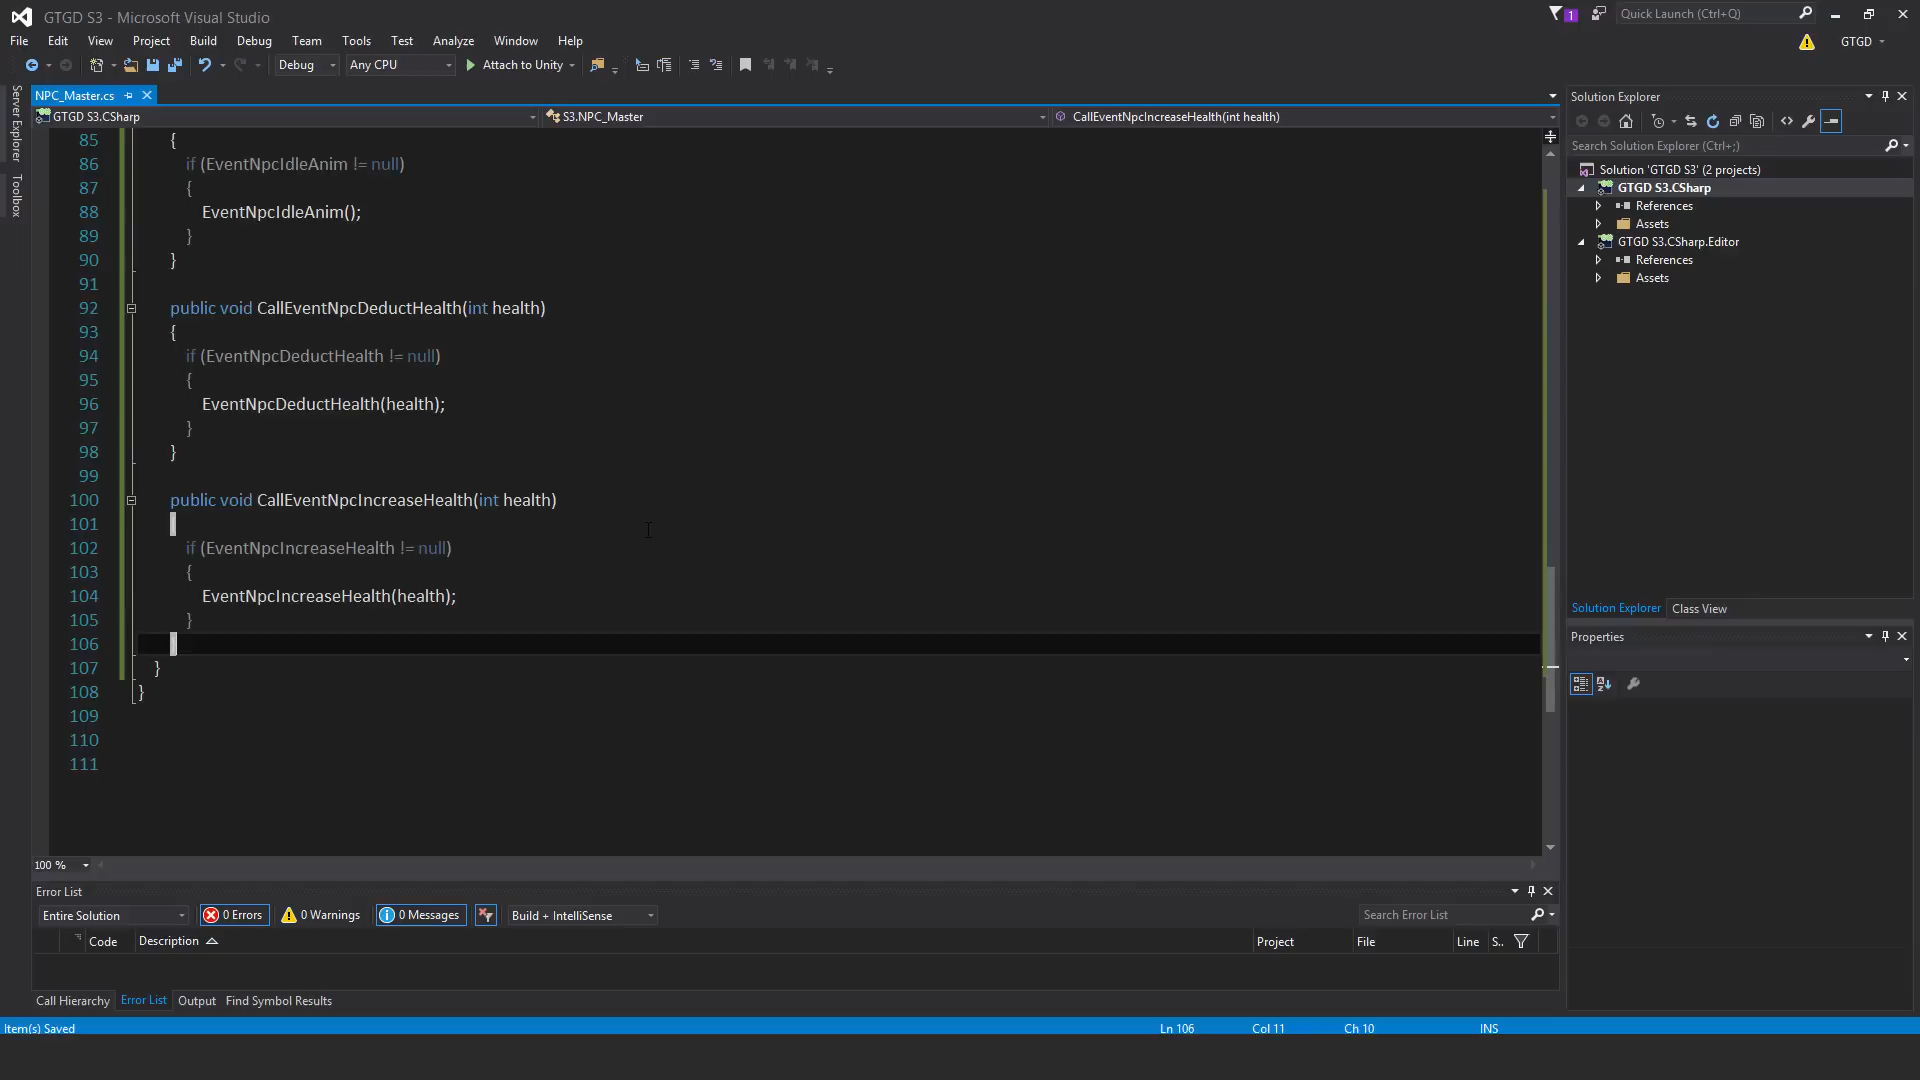 GTGD S3 - Microsoft Visual Studio
1
Quick Launch (Ctrl+Q)
File Edit View Project Build Debug Team Tools Test Analyze Window Help
GTGD
Debug Any CPU Attach to Unity
Server Explorer
Toolbox
NPC_Master.cs
GTGD S3.CSharp S3.NPC_Master CallEventNpcIncreaseHealth(int health)
85 {
86 if (EventNpcIdleAnim != null)
87 {
88 EventNpcIdleAnim();
89 }
90 }
91
92 public void CallEventNpcDeductHealth(int health)
93 {
94 if (EventNpcDeductHealth != null)
95 {
96 EventNpcDeductHealth(health);
97 }
98 }
99
100 public void CallEventNpcIncreaseHealth(int health)
101
102 if (EventNpcIncreaseHealth != null)
103 {
104 EventNpcIncreaseHealth(health);
105 }
106
107 }
108 }
109
110
111
100 %
Solution Explorer
Search Solution Explorer (Ctrl+;)
Solution 'GTGD S3' (2 projects)
GTGD S3.CSharp
References
Assets
GTGD S3.CSharp.Editor
References
Assets
Solution Explorer Class View
Properties
Error List
Entire Solution 0 Errors 0 Warnings 0 Messages Build + IntelliSense Search Error List
Code Description Project File Line S..
Call Hierarchy Error List Output Find Symbol Results
Item(s) Saved Ln 106 Col 11 Ch 10 INS